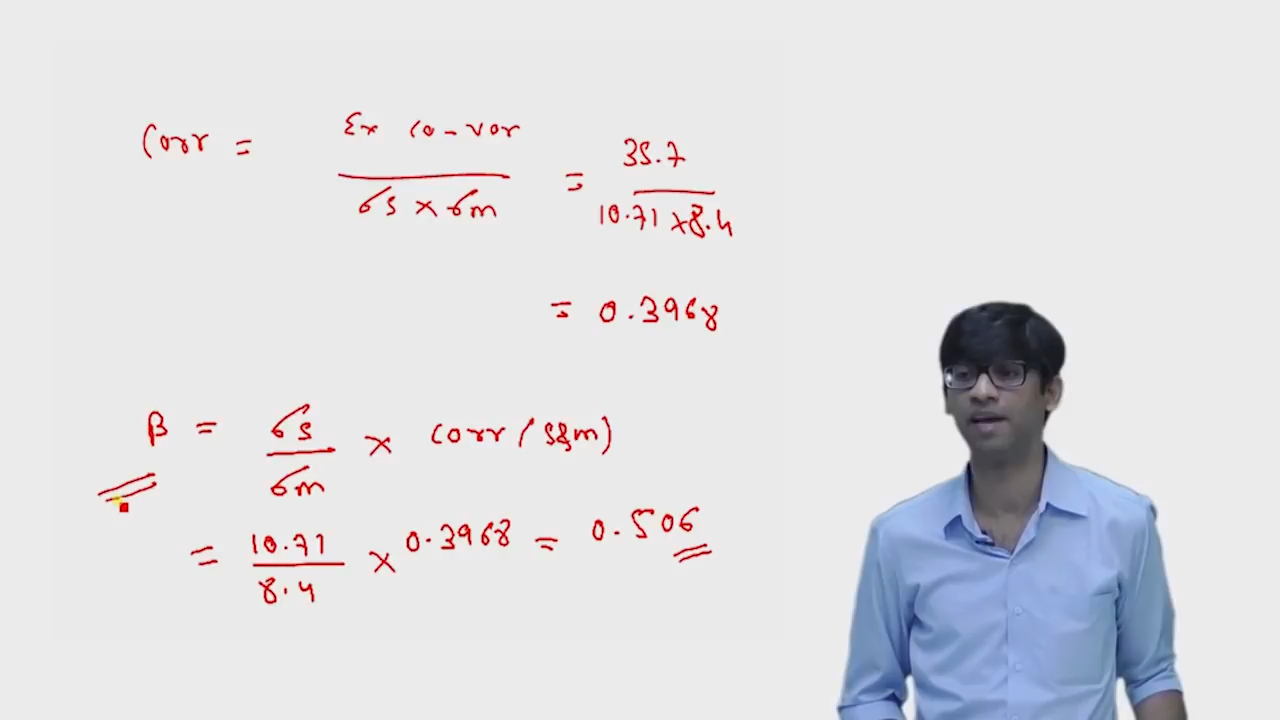 Corr = Ex co-var / σs × σm = 35.7 / 10.71 × 8.4
= 0.3968
β = σs / σm × corr (s&m)
= 10.71 / 8.4 × 0.3968 = 0.506